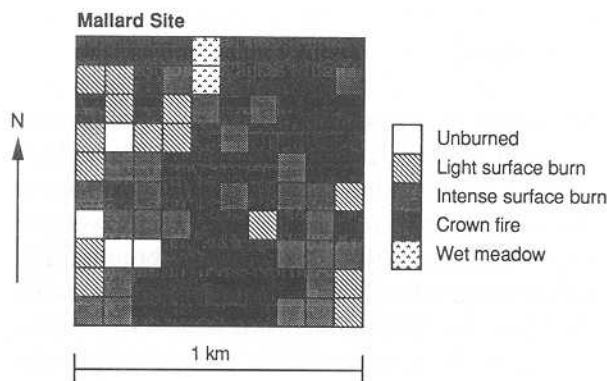 Mallard Site
N
Unburned
Light surface burn
Intense surface burn
Crown fire
Wet meadow
1 km